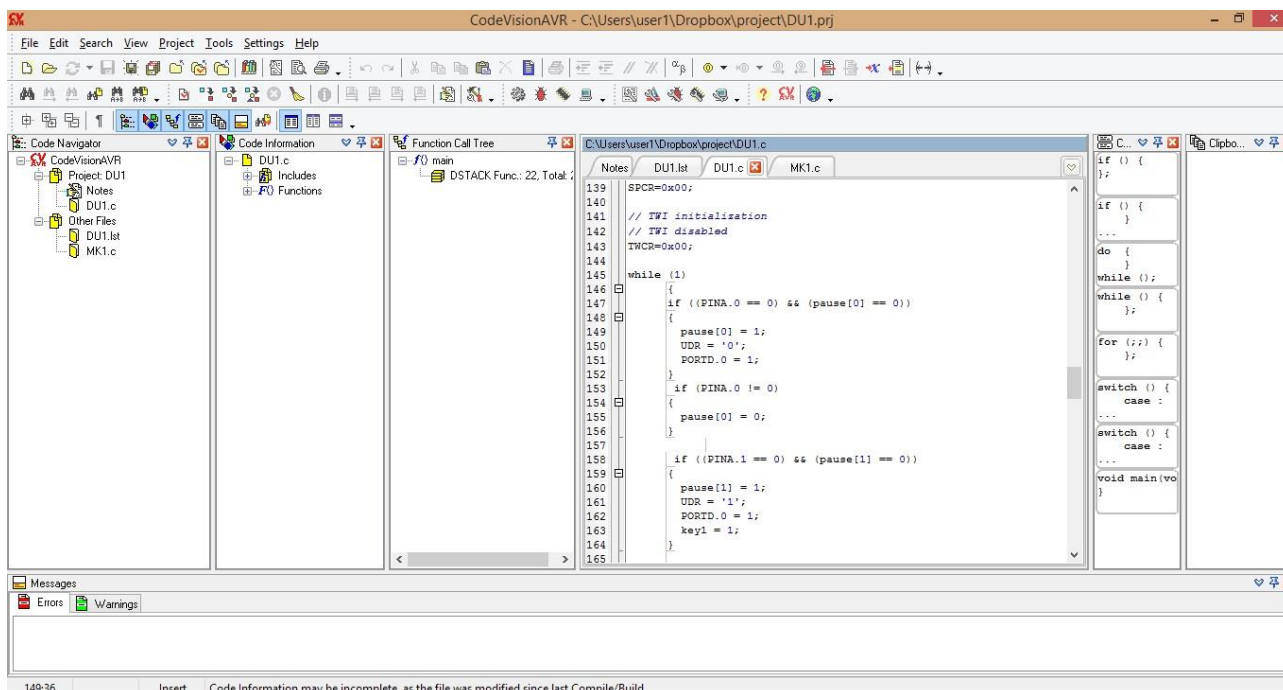 CodeVisionAVR - C:\Users\user1\Dropbox\project\DU1.prj
File Edit Search View Project Tools Settings Help
Code Navigator
CodeVisionAVR
Project: DU1
Notes
DU1.c
Other Files
DU1.lst
MK1.c
Code Information
DU1.c
Includes
F() Functions
Function Call Tree
f() main
DSTACK Func.: 22, Total: 2
C:\Users\user1\Dropbox\project\DU1.c
Notes DU1.lst DU1.c MK1.c
139 SPCR=0x00;
140
141 // TWI initialization
142 // TWI disabled
143 TWCR=0x00;
144
145 while (1)
146 {
147 if ((PINA.0 == 0) && (pause[0] == 0))
148 {
149 pause[0] = 1;
150 UDR = '0';
151 PORTD.0 = 1;
152 }
153 if (PINA.0 != 0)
154 {
155 pause[0] = 0;
156 }
157
158 if ((PINA.1 == 0) && (pause[1] == 0))
159 {
160 pause[1] = 1;
161 UDR = '1';
162 PORTD.0 = 1;
163 key1 = 1;
164 }
165
C...
if () {
};
if () {
}
...
do {
}
while ();
while () {
};
for (;;) {
};
switch () {
case :
...
switch () {
case :
...
void main(vo
}
Clipbo...
Messages
Errors Warnings
149:36 Insert Code Information may be incomplete, as the file was modified since last Compile/Build